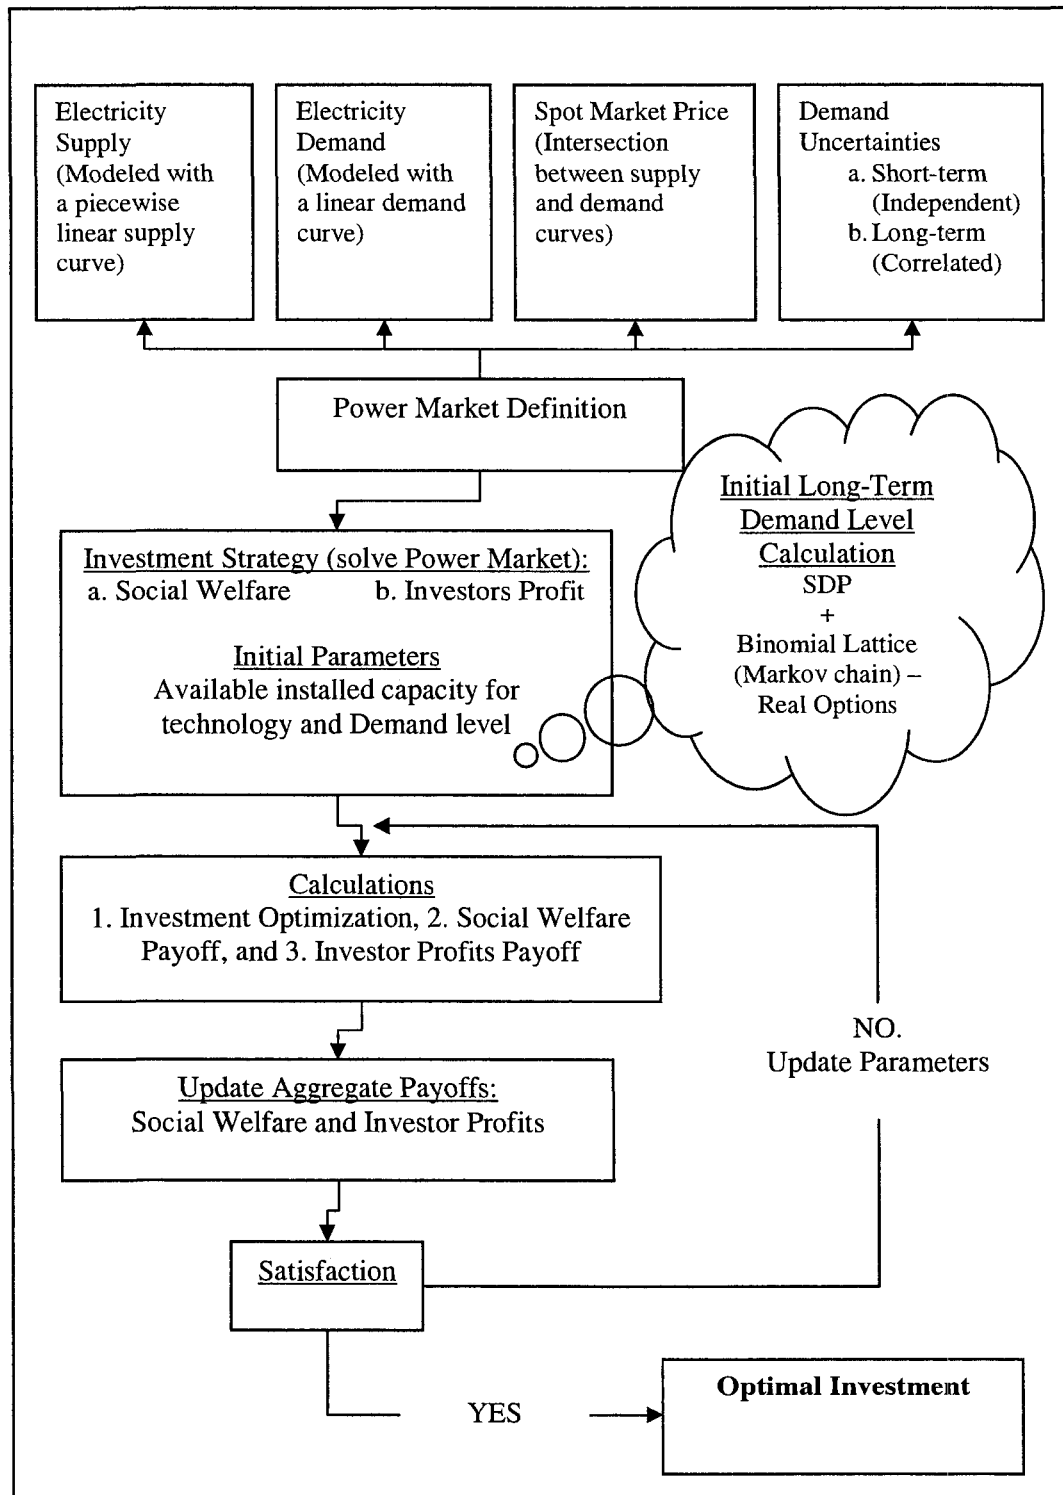 Electricity
Supply
(Modeled with
a piecewise
linear supply
curve)
Electricity
Demand
(Modeled with
a linear demand
curve)
Spot Market Price
(Intersection
between supply
and demand
curves)
Demand
Uncertainties
a. Short-term
(Independent)
b. Long-term
(Correlated)
Power Market Definition
Initial Long-Term
Demand Level
Calculation
SDP
+
Binomial Lattice
(Markov chain) –
Real Options
Investment Strategy (solve Power Market):
a. Social Welfare b. Investors Profit
Initial Parameters
Available installed capacity for
technology and Demand level
Calculations
1. Investment Optimization, 2. Social Welfare
Payoff, and 3. Investor Profits Payoff
NO.
Update Parameters
Update Aggregate Payoffs:
Social Welfare and Investor Profits
Satisfaction
YES
Optimal Investment